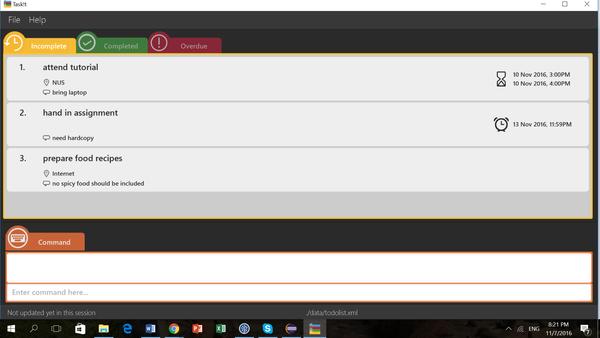 Task!t
File Help
Incomplete Completed Overdue
1. attend tutorial
NUS
bring laptop
10 Nov 2016, 3:00PM
10 Nov 2016, 4:00PM
2. hand in assignment
need hardcopy
13 Nov 2016, 11:59PM
3. prepare food recipes
Internet
no spicy food should be included
Command
Enter command here...
Not updated yet in this session
./data/todolist.xml
ENG
8:21 PM
11/7/2016